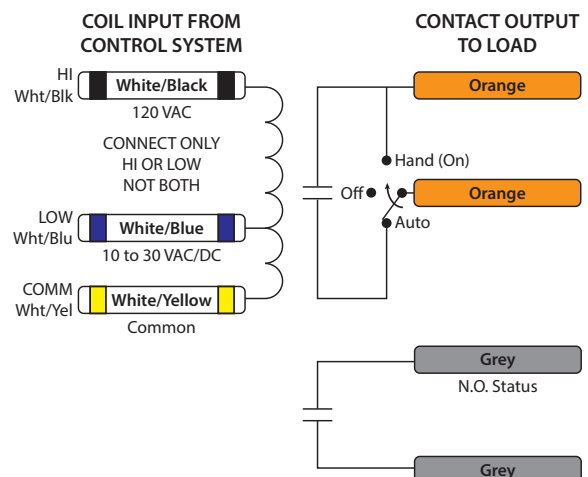 COIL INPUT FROM
CONTROL SYSTEM
HI
Wht/Blk
White/Black
120 VAC
CONNECT ONLY
HI OR LOW
NOT BOTH
LOW
Wht/Blu
White/Blue
10 to 30 VAC/DC
COMM
Wht/Yel
White/Yellow
Common
CONTACT OUTPUT
TO LOAD
Orange
Hand (On)
Off
Orange
Auto
Grey
N.O. Status
Grey